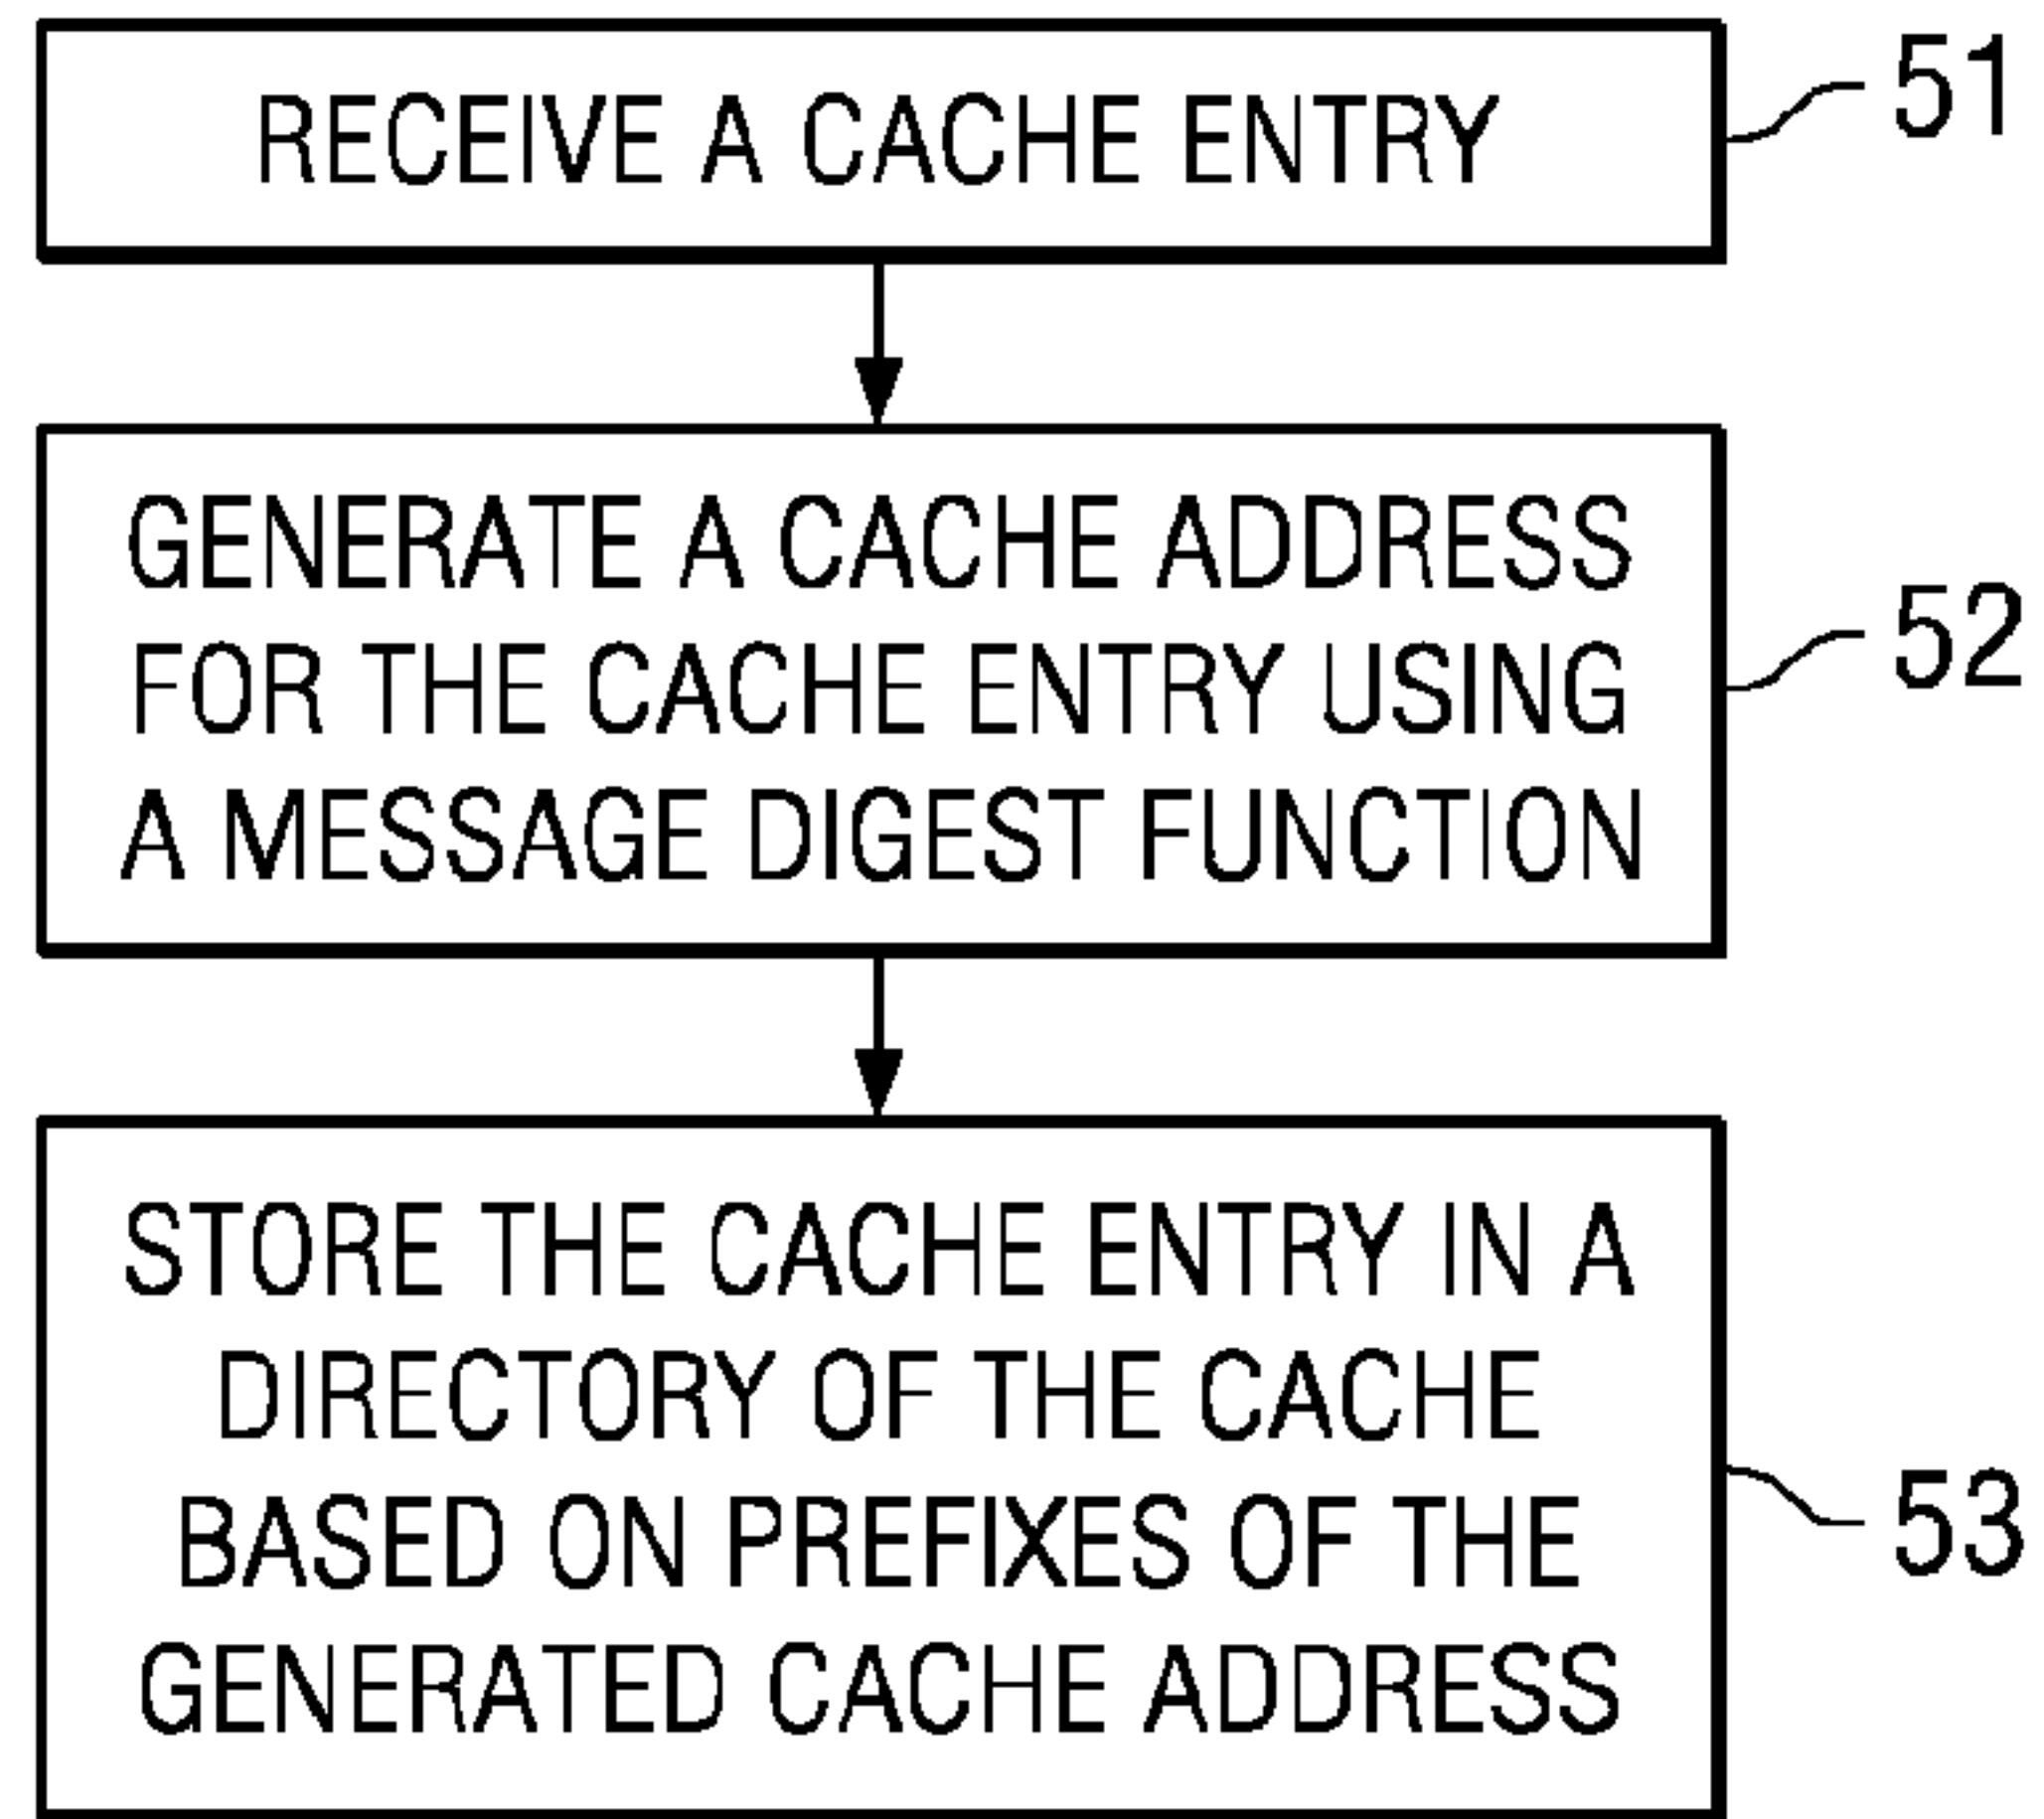 RECEIVE A CACHE ENTRY
51
GENERATE A CACHE ADDRESS
FOR THE CACHE ENTRY USING
A MESSAGE DIGEST FUNCTION
52
STORE THE CACHE ENTRY IN A
DIRECTORY OF THE CACHE
BASED ON PREFIXES OF THE
GENERATED CACHE ADDRESS
53